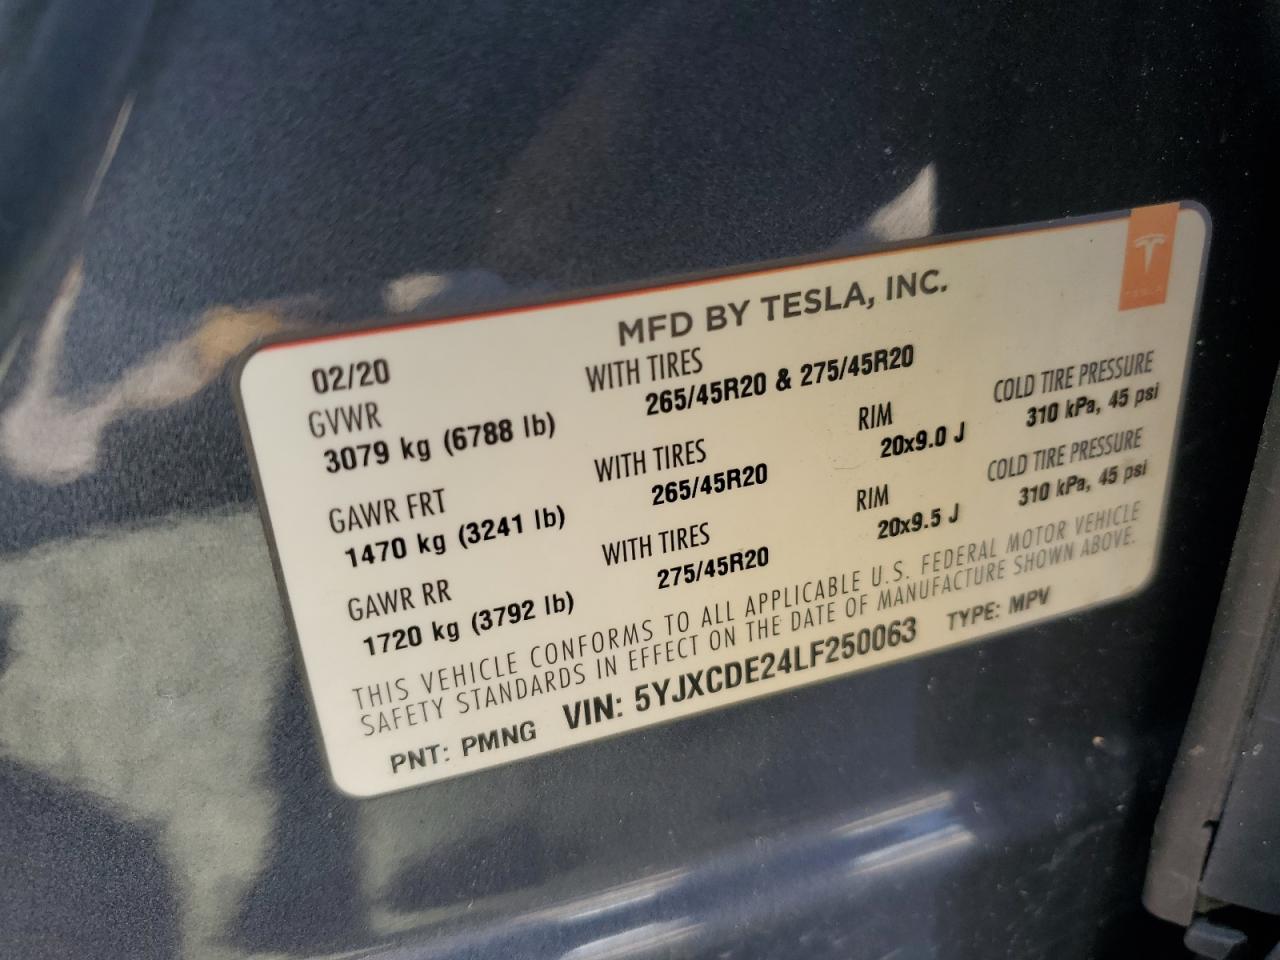 MFD BY TESLA, INC.
02/20
GVWR
3079 kg (6788 lb)
WITH TIRES
265/45R20 & 275/45R20
GAWR FRT
1470 kg (3241 lb)
WITH TIRES
265/45R20
RIM
20x9.0 J
COLD TIRE PRESSURE
310 kPa, 45 psi
GAWR RR
1720 kg (3792 lb)
WITH TIRES
275/45R20
RIM
20x9.5 J
COLD TIRE PRESSURE
310 kPa, 45 psi
THIS VEHICLE CONFORMS TO ALL APPLICABLE U.S. FEDERAL MOTOR VEHICLE
SAFETY STANDARDS IN EFFECT ON THE DATE OF MANUFACTURE SHOWN ABOVE.
PNT: PMNG VIN: 5YJXCDE24LF250063 TYPE: MPV